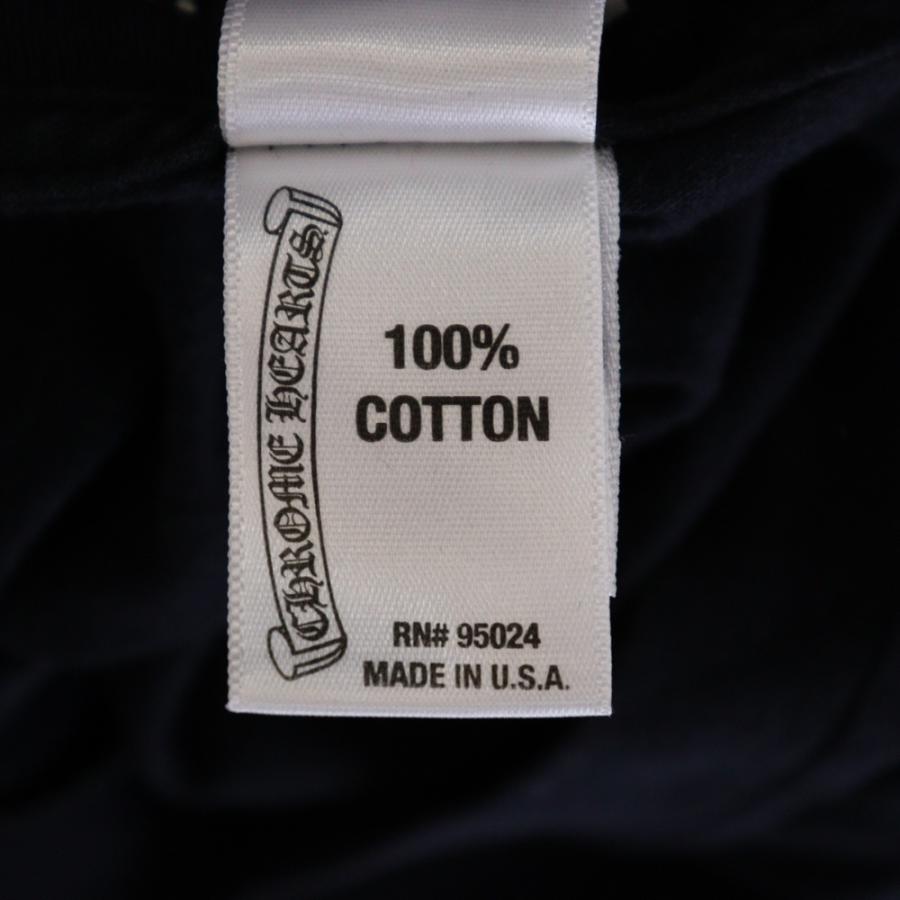 CHROME HEARTS
100%
COTTON
RN# 95024
MADE IN U.S.A.